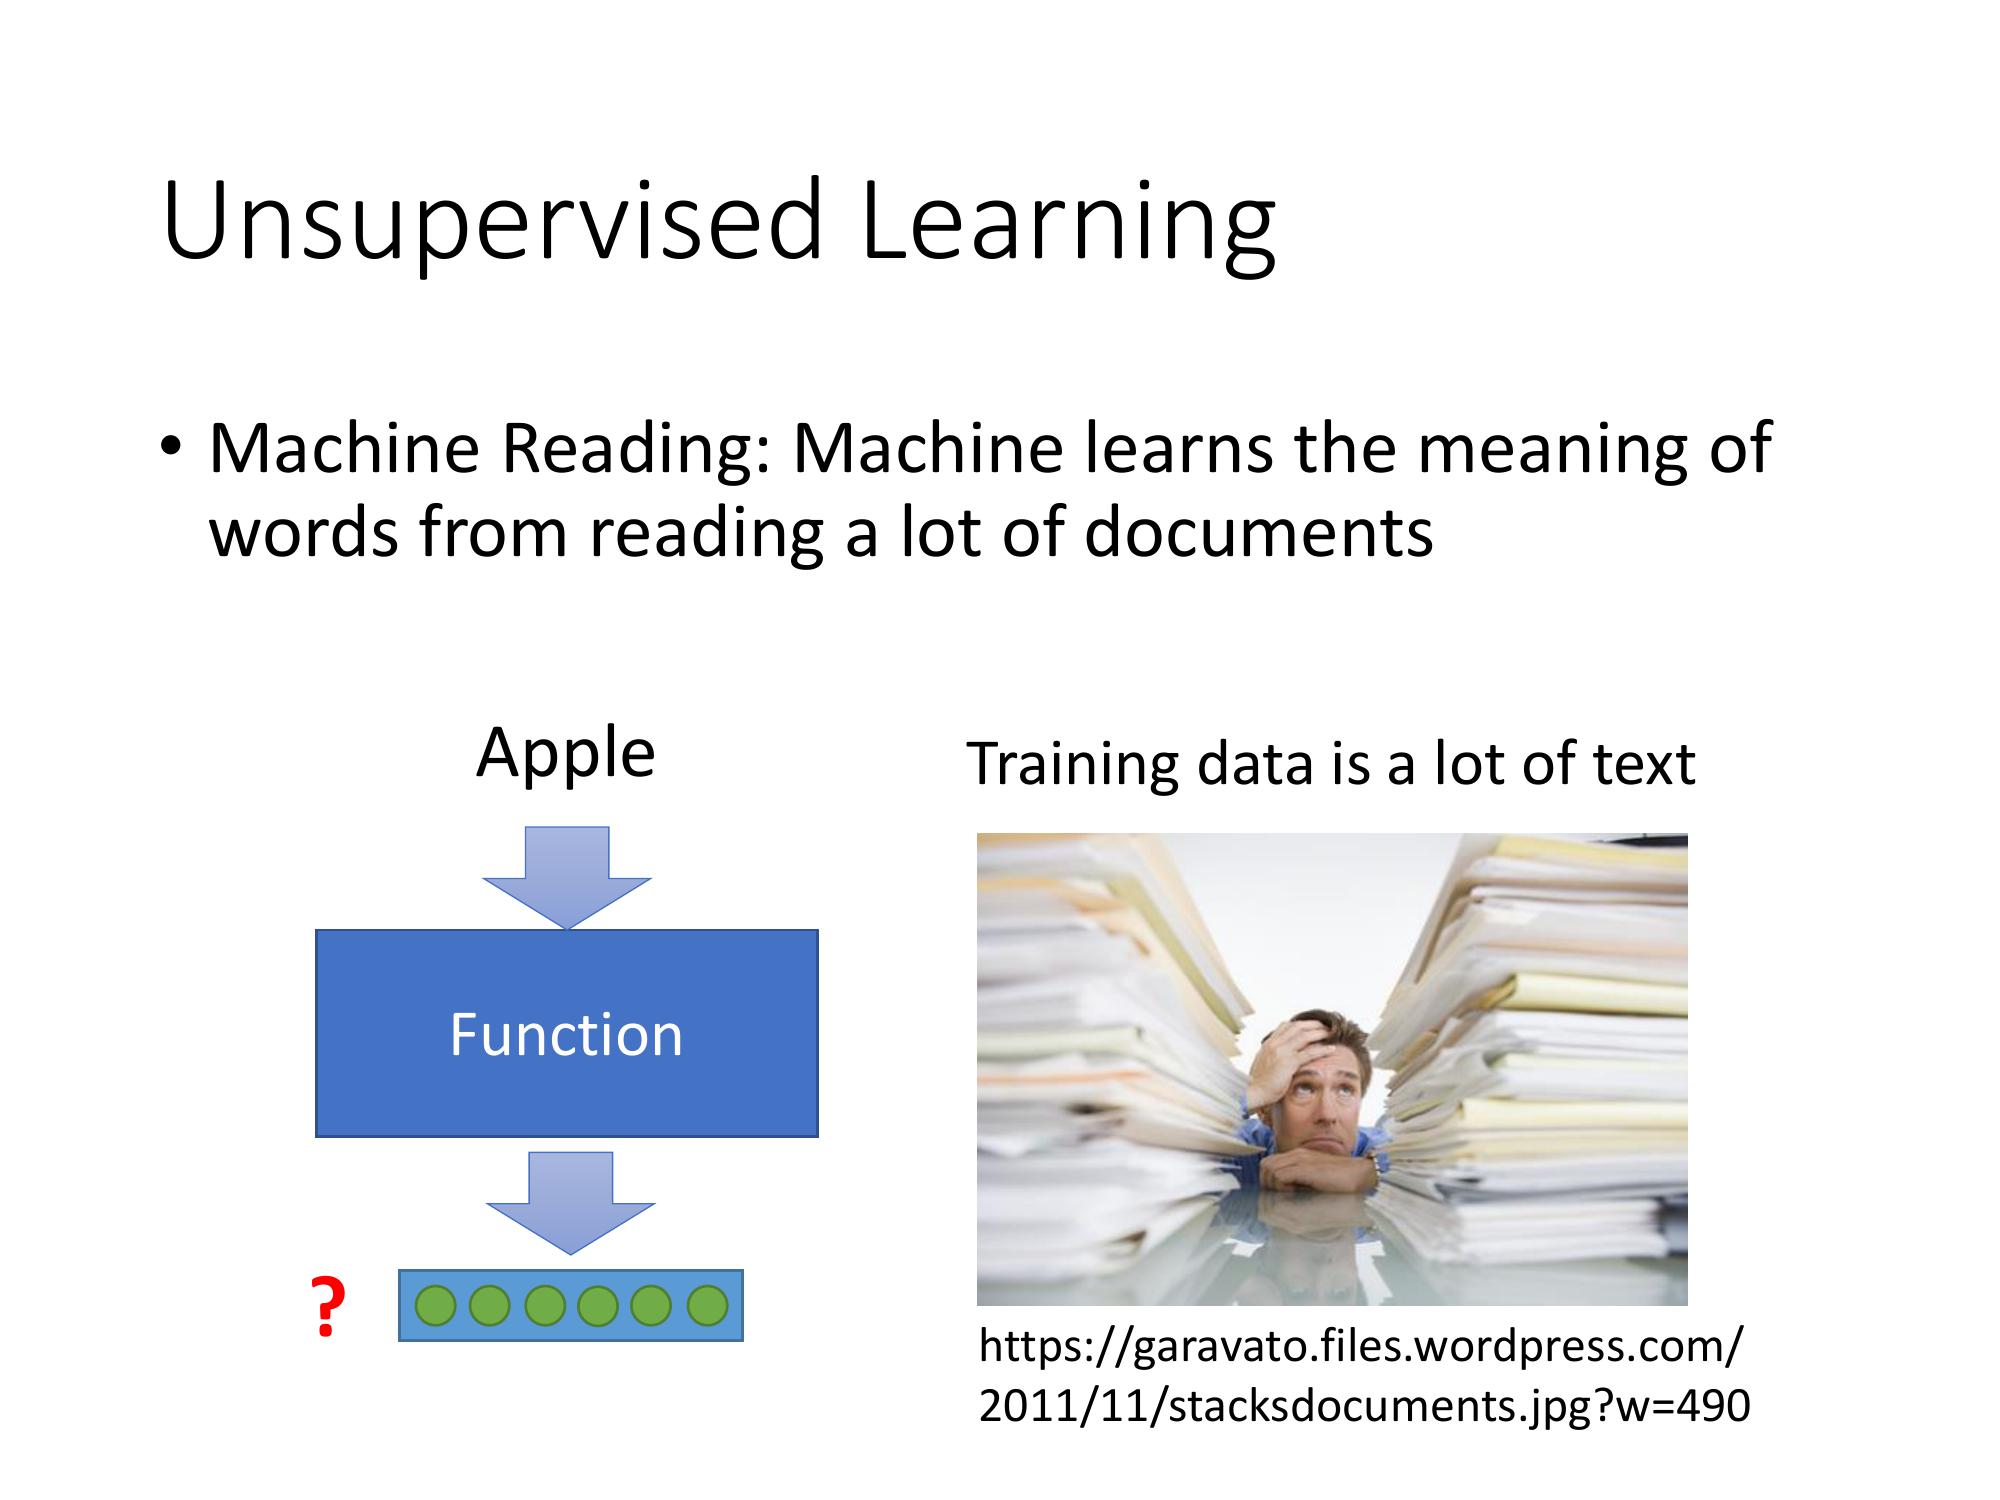 Unsupervised Learning
• Machine Reading: Machine learns the meaning of
words from reading a lot of documents
Apple
Function
?
Training data is a lot of text
https://garavato.files.wordpress.com/
2011/11/stacksdocuments.jpg?w=490